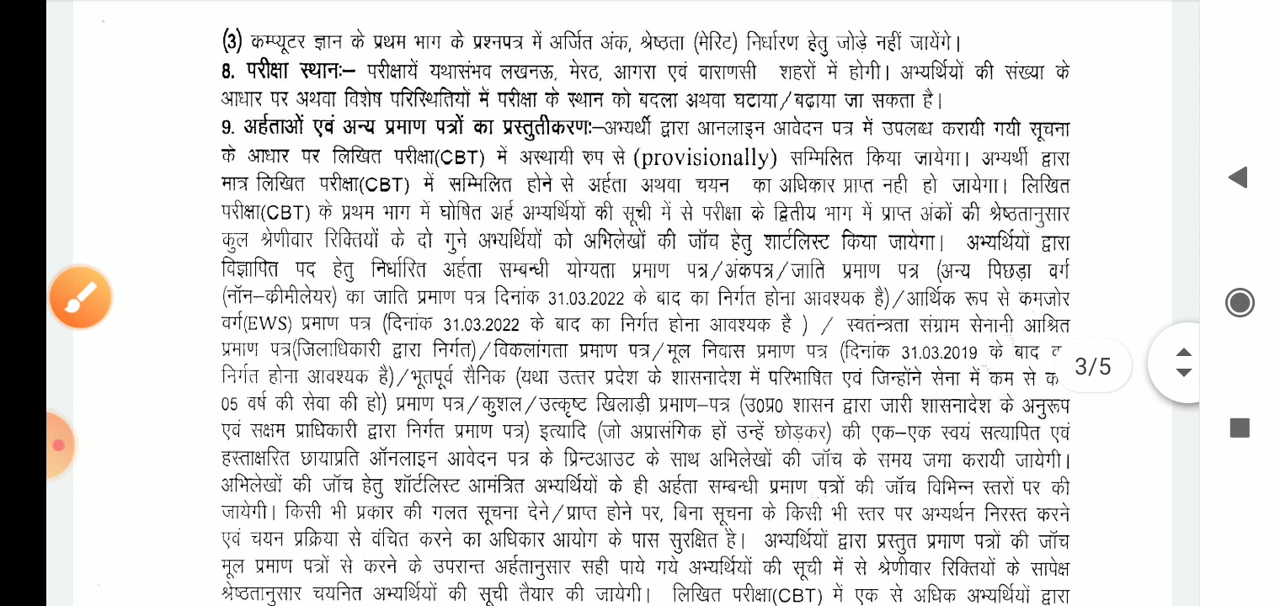 (3) कम्प्यूटर ज्ञान के प्रथम भाग के प्रश्नपत्र में अर्जित अंक, श्रेष्ठता (मेरिट) निर्धारण हेतु जोड़े नहीं जायेंगे।
8. परीक्षा स्थानः– परीक्षायें यथासंभव लखनऊ, मेरठ, आगरा एवं वाराणसी शहरों में होगी। अभ्यर्थियों की संख्या के
आधार पर अथवा विशेष परिस्थितियों में परीक्षा के स्थान को बदला अथवा घटाया/बढ़ाया जा सकता है।
9. अर्हताओं एवं अन्य प्रमाण पत्रों का प्रस्तुतीकरणः–अभ्यर्थी द्वारा आनलाइन आवेदन पत्र में उपलब्ध करायी गयी सूचना
के आधार पर लिखित परीक्षा(CBT) में अस्थायी रुप से (provisionally) सम्मिलित किया जायेगा। अभ्यर्थी द्वारा
मात्र लिखित परीक्षा(CBT) में सम्मिलित होने से अर्हता अथवा चयन का अधिकार प्राप्त नही हो जायेगा। लिखित
परीक्षा(CBT) के प्रथम भाग में घोषित अर्ह अभ्यर्थियों की सूची में से परीक्षा के द्वितीय भाग में प्राप्त अंकों की श्रेष्ठतानुसार
कुल श्रेणीवार रिक्तियों के दो गुने अभ्यर्थियों को अभिलेखों की जॉच हेतु शार्टलिस्ट किया जायेगा। अभ्यर्थियों द्वारा
विज्ञापित पद हेतु निर्धारित अर्हता सम्बन्धी योग्यता प्रमाण पत्र/अंकपत्र/जाति प्रमाण पत्र (अन्य पिछड़ा वर्ग
(नॉन–कीमीलेयर) का जाति प्रमाण पत्र दिनांक 31.03.2022 के बाद का निर्गत होना आवश्यक है)/आर्थिक रूप से कमजोर
वर्ग(EWS) प्रमाण पत्र (दिनांक 31.03.2022 के बाद का निर्गत होना आवश्यक है ) / स्वतंन्त्रता संग्राम सेनानी आश्रित
प्रमाण पत्र(जिलाधिकारी द्वारा निर्गत)/विकलांगता प्रमाण पत्र/मूल निवास प्रमाण पत्र (दिनांक 31.03.2019 के बाद
निर्गत होना आवश्यक है)/भूतपूर्व सैनिक (यथा उत्तर प्रदेश के शासनादेश में परिभाषित एवं जिन्होंने सेना में कम से
3/5
05 वर्ष की सेवा की हो) प्रमाण पत्र/कुशल/उत्कृष्ट खिलाड़ी प्रमाण–पत्र (उ0प्र0 शासन द्वारा जारी शासनादेश के अनुरूप
एवं सक्षम प्राधिकारी द्वारा निर्गत प्रमाण पत्र) इत्यादि (जो अप्रासंगिक हों उन्हें छोड़कर) की एक–एक स्वयं सत्यापित एवं
हस्ताक्षरित छायाप्रति ऑनलाइन आवेदन पत्र के प्रिन्टआउट के साथ अभिलेखों की जॉच के समय जमा करायी जायेगी।
अभिलेखों की जॉच हेतु शॉर्टलिस्ट आमंत्रित अभ्यर्थियों के ही अर्हता सम्बन्धी प्रमाण पत्रों की जॉच विभिन्न स्तरों पर की
जायेगी। किसी भी प्रकार की गलत सूचना देने/प्राप्त होने पर, बिना सूचना के किसी भी स्तर पर अभ्यर्थन निरस्त करने
एवं चयन प्रक्रिया से वंचित करने का अधिकार आयोग के पास सुरक्षित है। अभ्यर्थियों द्वारा प्रस्तुत प्रमाण पत्रों की जॉच
मूल प्रमाण पत्रों से करने के उपरान्त अर्हतानुसार सही पाये गये अभ्यर्थियों की सूची में से श्रेणीवार रिक्तियों के सापेक्ष
श्रेष्ठतानुसार चयनित अभ्यर्थियों की सूची तैयार की जायेगी। लिखित परीक्षा(CBT) में एक से अधिक अभ्यर्थियों द्वारा